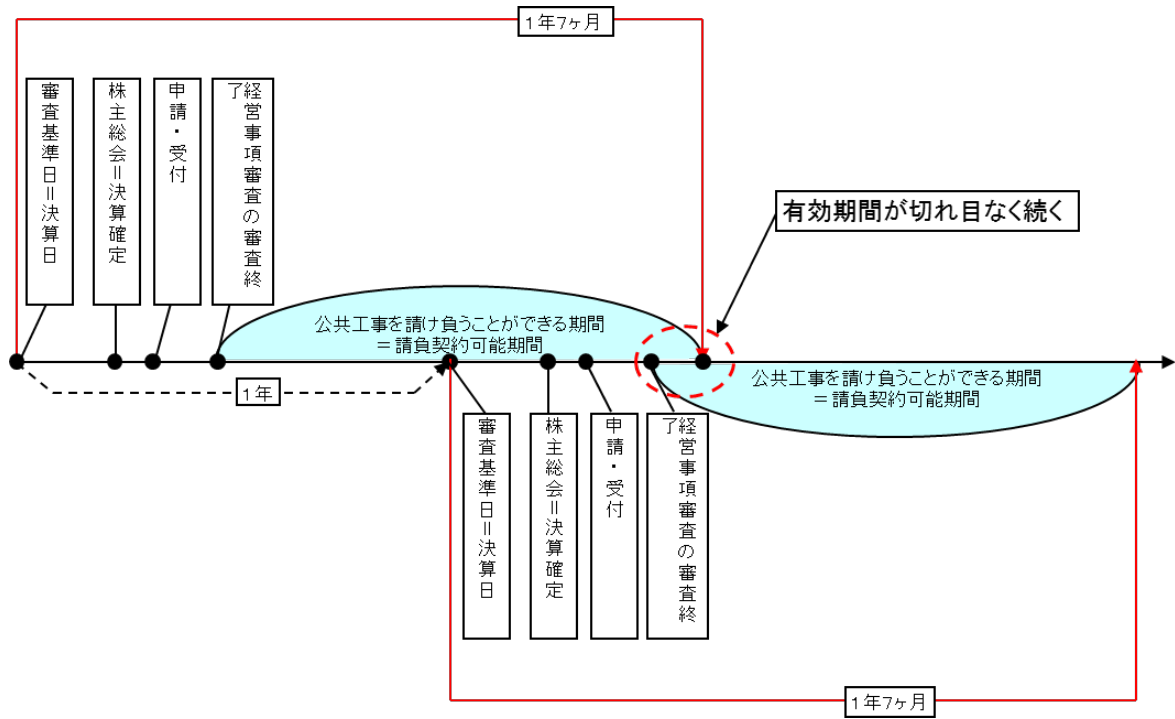 1年7ヶ月
審査基準日=決算日
株主総会=決算確定
申請・受付
経営事項審査の審査終
了
有効期間が切れ目なく続く
公共工事を請け負うことができる期間
=請負契約可能期間
1年
公共工事を請け負うことができる期間
=請負契約可能期間
審査基準日=決算日
株主総会=決算確定
申請・受付
経営事項審査の審査終
了
1年7ヶ月